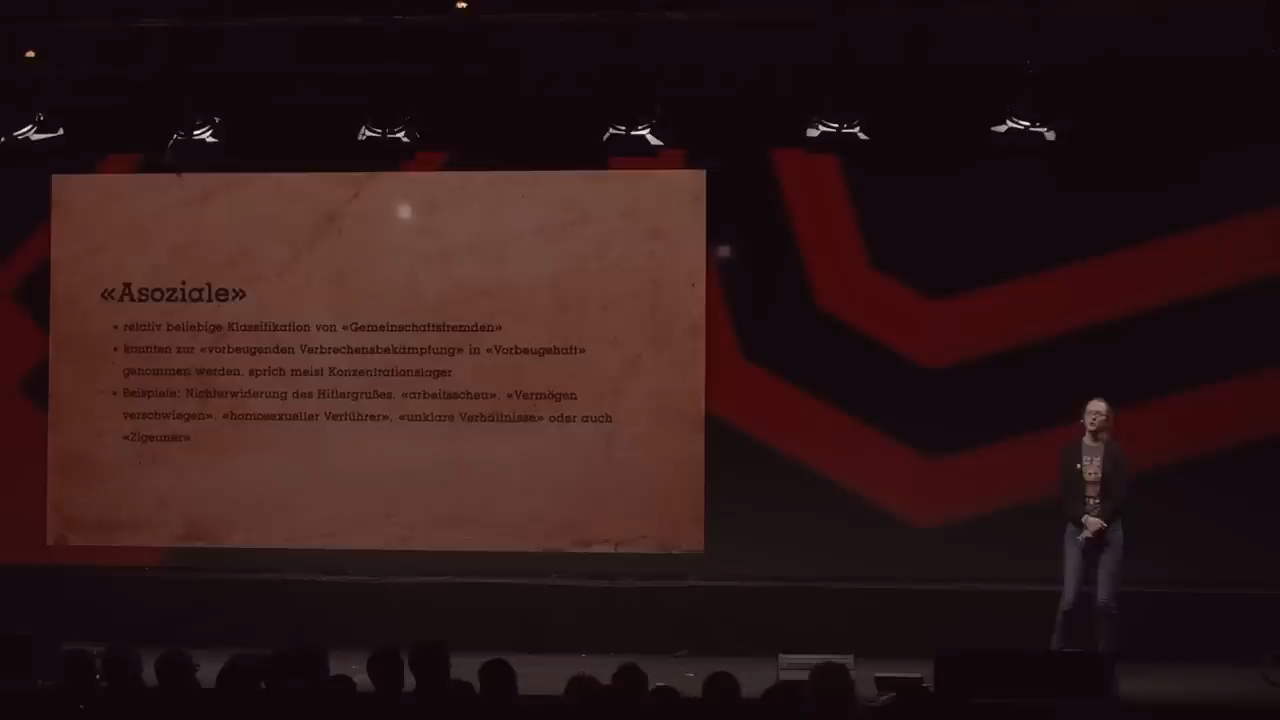 «Asoziale»
• relativ beliebige Klassifikation von «Gemeinschaftsfremden»
• konnten zur «vorbeugenden Verbrechensbekämpfung» in «Vorbeugehaft»
genommen werden, sprich meist Konzentrationslager
• Beispiele: Nichterwiderung des Hitlergrußes, «arbeitsscheu», «Vermögen
verschwiegen», «homosexueller Verführer», «unklare Verhältnisse» oder auch
«Zigeuner»